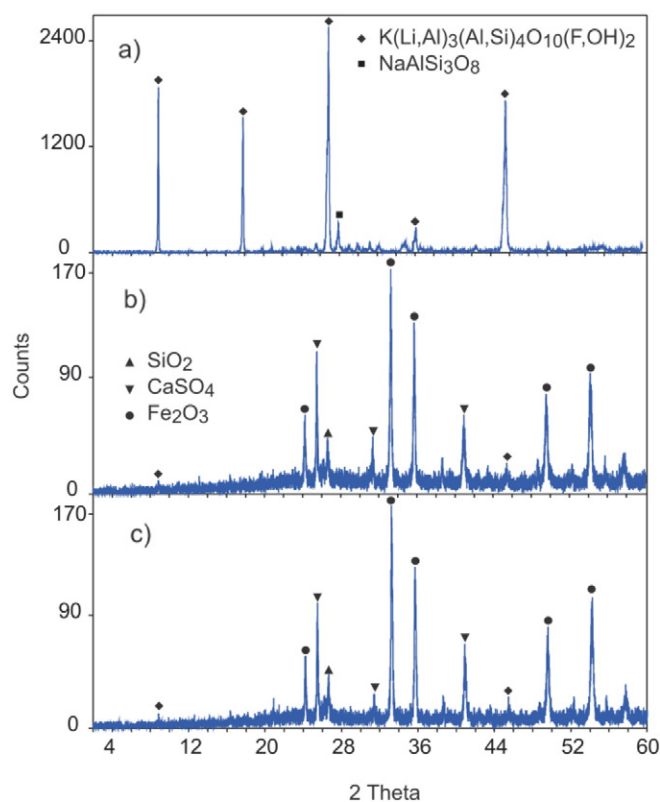 2400
a)
◆ K(Li,Al)3(Al,Si)4O10(F,OH)2
■ NaAlSi₃O₈
1200
0
170
b)
▲ SiO₂
▼ CaSO₄
● Fe₂O₃
90
0
Counts
170
c)
90
0
4 12 20 28 36 44 52 60
2 Theta